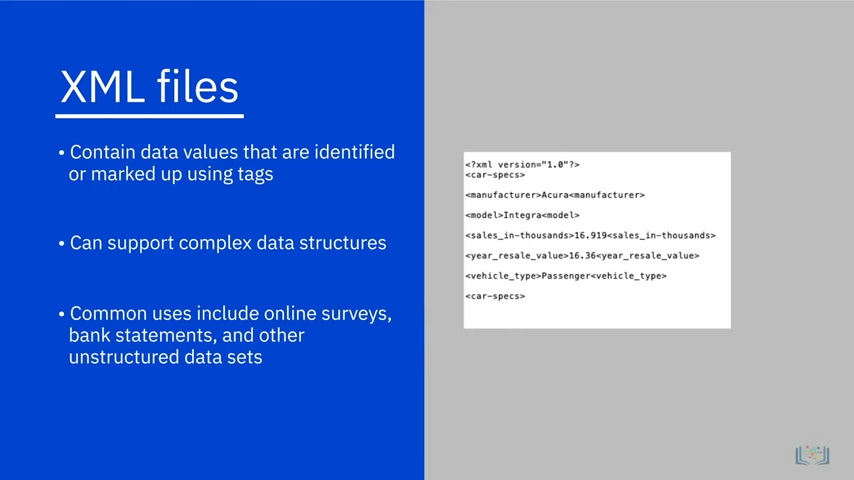 XML files
• Contain data values that are identified
or marked up using tags
• Can support complex data structures
• Common uses include online surveys,
bank statements, and other
unstructured data sets
<?xml version="1.0"?>
<car-specs>
<manufacturer>Acura<manufacturer>
<model>Integra<model>
<sales_in-thousands>16.919<sales_in-thousands>
<year_resale_value>16.36<year_resale_value>
<vehicle_type>Passenger<vehicle_type>
<car-specs>